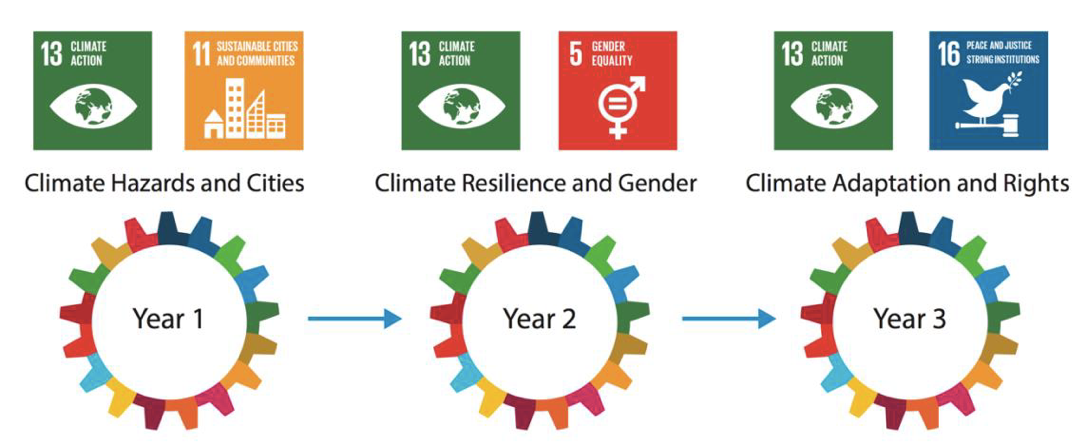 13 CLIMATE
ACTION
11 SUSTAINABLE CITIES
AND COMMUNITIES
13 CLIMATE
ACTION
5 GENDER
EQUALITY
13 CLIMATE
ACTION
16 PEACE AND JUSTICE
STRONG INSTITUTIONS
Climate Hazards and Cities
Climate Resilience and Gender
Climate Adaptation and Rights
Year 1
Year 2
Year 3